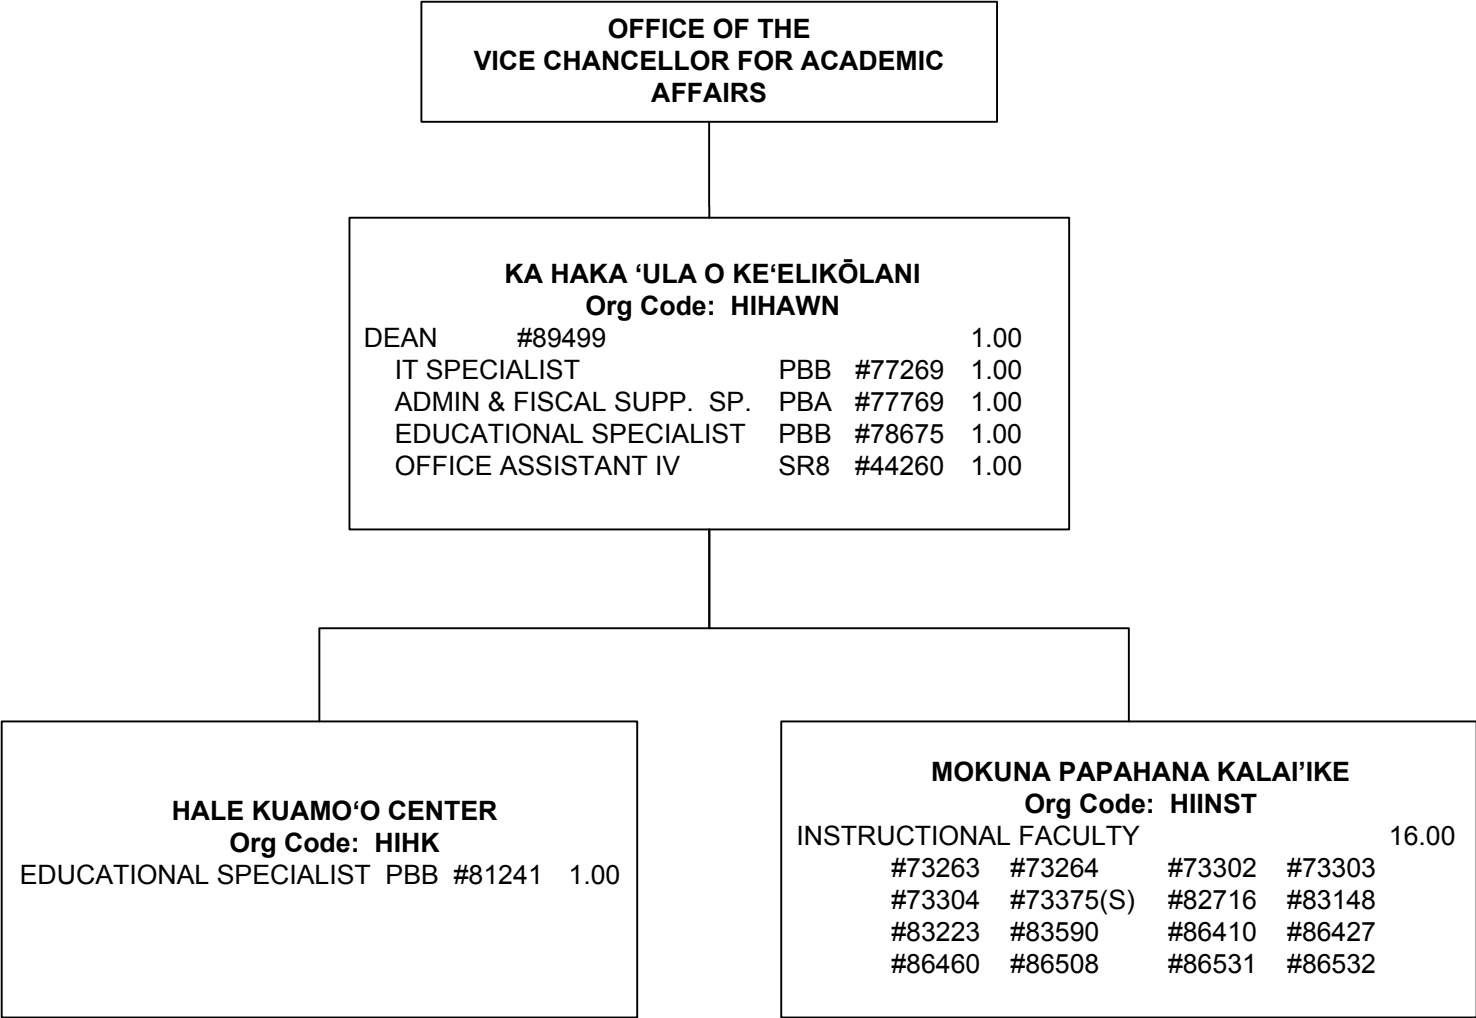 OFFICE OF THE
VICE CHANCELLOR FOR ACADEMIC
AFFAIRS
KA HAKA ‘ULA O KE‘ELIKŌLANI
Org Code: HIHAWN
DEAN #89499 1.00
IT SPECIALIST PBB #77269 1.00
ADMIN & FISCAL SUPP. SP. PBA #77769 1.00
EDUCATIONAL SPECIALIST PBB #78675 1.00
OFFICE ASSISTANT IV SR8 #44260 1.00
HALE KUAMO‘O CENTER
Org Code: HIHK
EDUCATIONAL SPECIALIST PBB #81241 1.00
MOKUNA PAPAHANA KALAI’IKE
Org Code: HIINST
INSTRUCTIONAL FACULTY 16.00
#73263 #73264 #73302 #73303
#73304 #73375(S) #82716 #83148
#83223 #83590 #86410 #86427
#86460 #86508 #86531 #86532